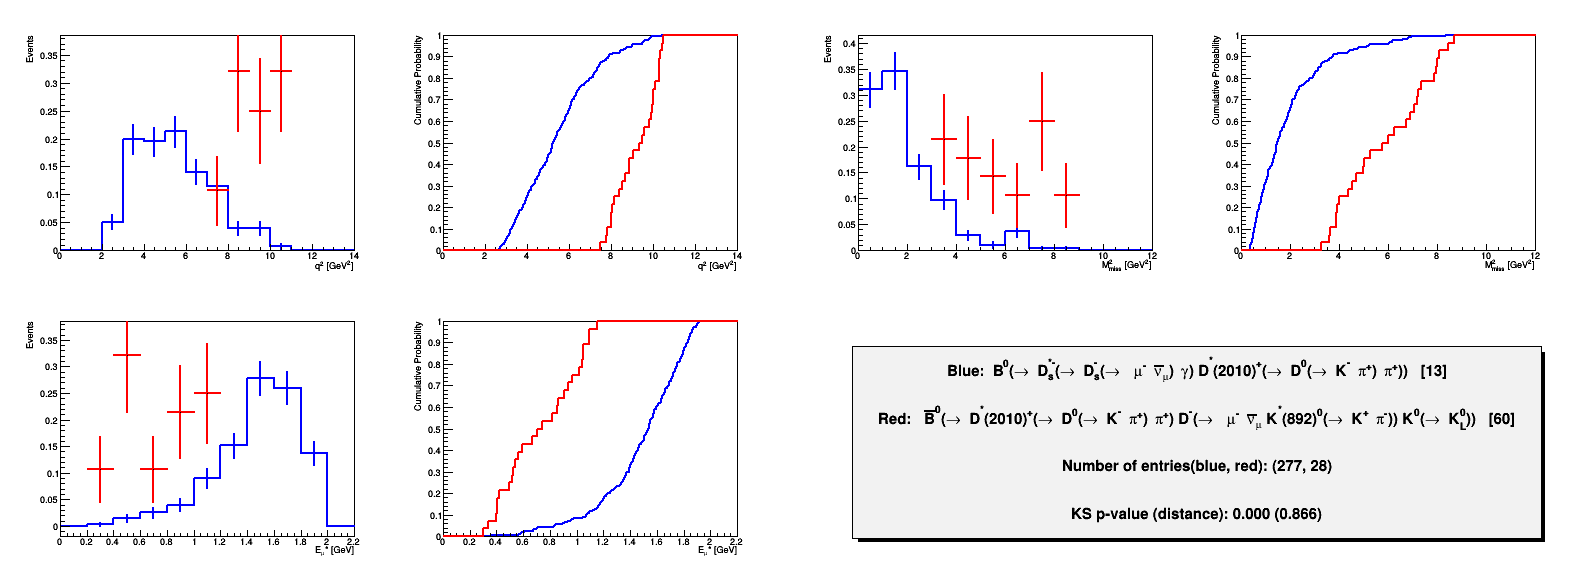 Events
0.35
0.3
0.25
0.2
0.15
0.1
0.05
0
0 2 4 6 8 10 12 14
q² [GeV²]
Cumulative Probability
1
0.9
0.8
0.7
0.6
0.5
0.4
0.3
0.2
0.1
0
0 2 4 6 8 10 12 14
q² [GeV²]
Events
0.4
0.35
0.3
0.25
0.2
0.15
0.1
0.05
0
0 2 4 6 8 10 12
M²miss [GeV²]
Cumulative Probability
1
0.9
0.8
0.7
0.6
0.5
0.4
0.3
0.2
0.1
0
0 2 4 6 8 10 12
M²miss [GeV²]
Events
0.35
0.3
0.25
0.2
0.15
0.1
0.05
0
0 0.2 0.4 0.6 0.8 1 1.2 1.4 1.6 1.8 2 2.2
Eμ* [GeV]
Cumulative Probability
1
0.9
0.8
0.7
0.6
0.5
0.4
0.3
0.2
0.1
0
0 0.2 0.4 0.6 0.8 1 1.2 1.4 1.6 1.8 2 2.2
Eμ* [GeV]
Blue: B⁰(→ Dₛ*⁻(→ Dₛ⁻(→ μ⁻ ν̅μ) γ) D*(2010)⁺(→ D⁰(→ K⁻ π⁺) π⁺)) [13]
Red: B̅⁰(→ D*(2010)⁺(→ D⁰(→ K⁻ π⁺) π⁺) D⁻(→ μ⁻ ν̅μ K*(892)⁰(→ K⁺ π⁻)) K⁰(→ K⁰L)) [60]
Number of entries(blue, red): (277, 28)
KS p-value (distance): 0.000 (0.866)